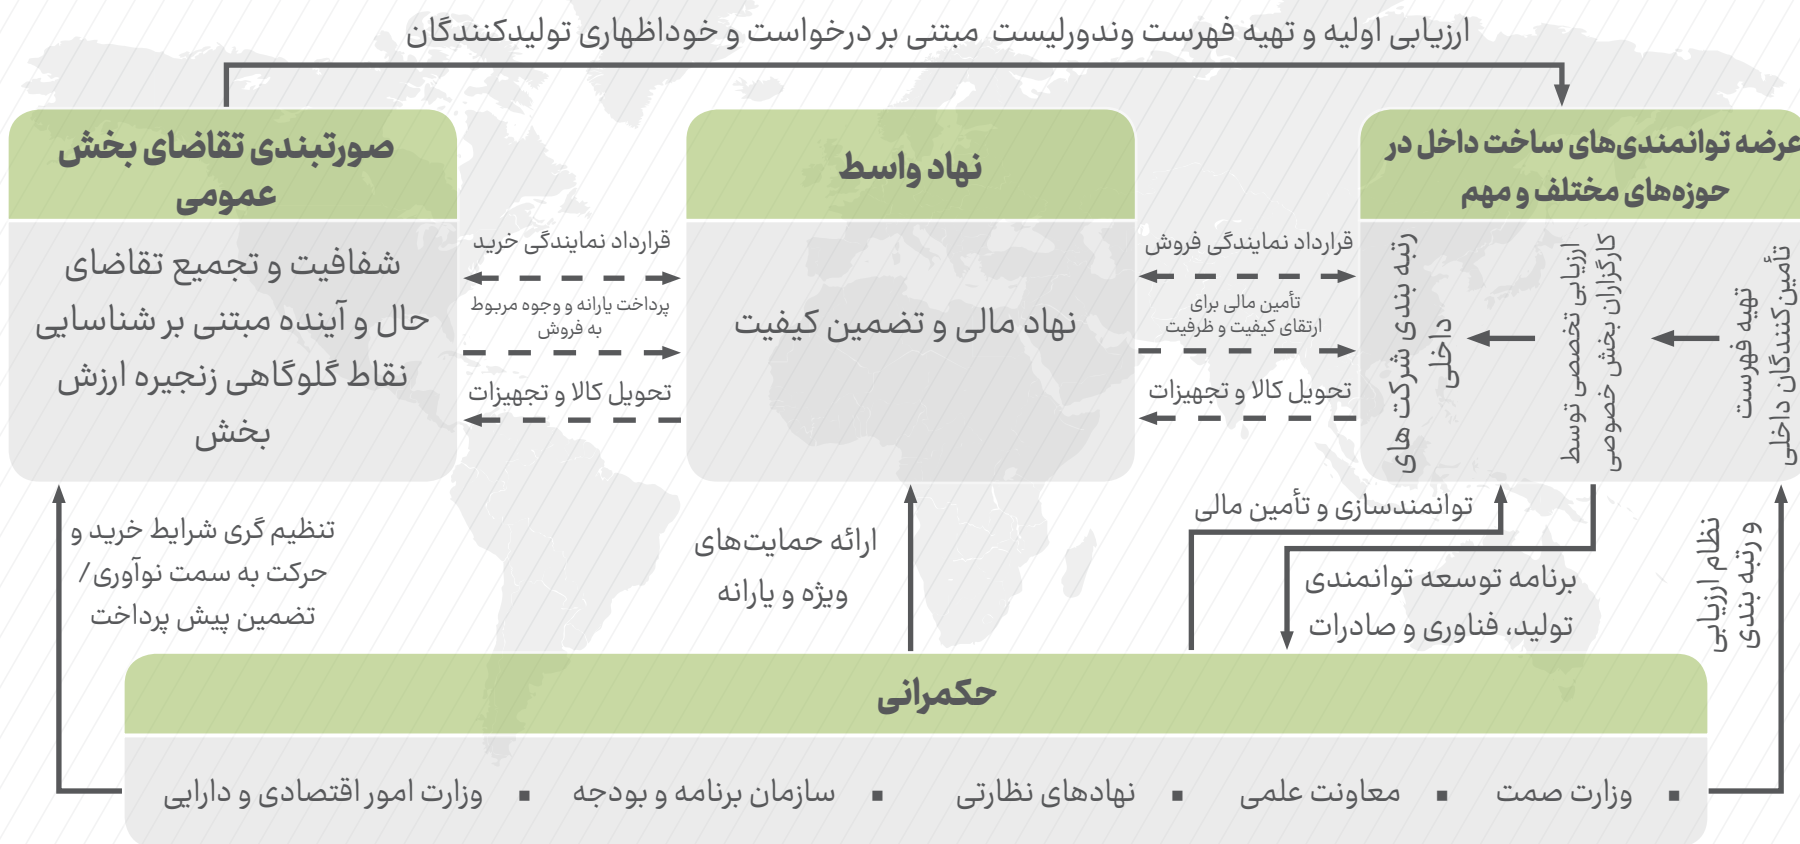 ارزیابی اولیه و تهیه فهرست وندورلیست مبتنی بر درخواست و خوداظهاری تولیدکنندگان
عرضه توانمندی‌های ساخت داخل در
حوزه‌های مختلف و مهم
تأمین‌کنندگان داخلی
تهیه فهرست
کارگزاران بخش خصوصی
ارزیابی تخصصی توسط
رتبه بندی شرکت های
داخلی
قرارداد نمایندگی فروش
تأمین مالی برای
ارتقای کیفیت و ظرفیت
تحویل کالا و تجهیزات
نهاد واسط
نهاد مالی و تضمین کیفیت
قرارداد نمایندگی خرید
پرداخت یارانه و وجوه مربوط
به فروش
تحویل کالا و تجهیزات
صورتبندی تقاضای بخش
عمومی
شفافیت و تجمیع تقاضای
حال و آینده مبتنی بر شناسایی
نقاط گلوگاهی زنجیره ارزش
بخش
نظام ارزیابی
و رتبه بندی
توانمندسازی و تأمین مالی
برنامه توسعه توانمندی
تولید، فناوری و صادرات
ارائه حمایت‌های
ویژه و یارانه
تنظیم گری شرایط خرید و
حرکت به سمت نوآوری/
تضمین پیش پرداخت
حکمرانی
▪ وزارت صمت ▪ معاونت علمی ▪ نهادهای نظارتی ▪ سازمان برنامه و بودجه ▪ وزارت امور اقتصادی و دارایی